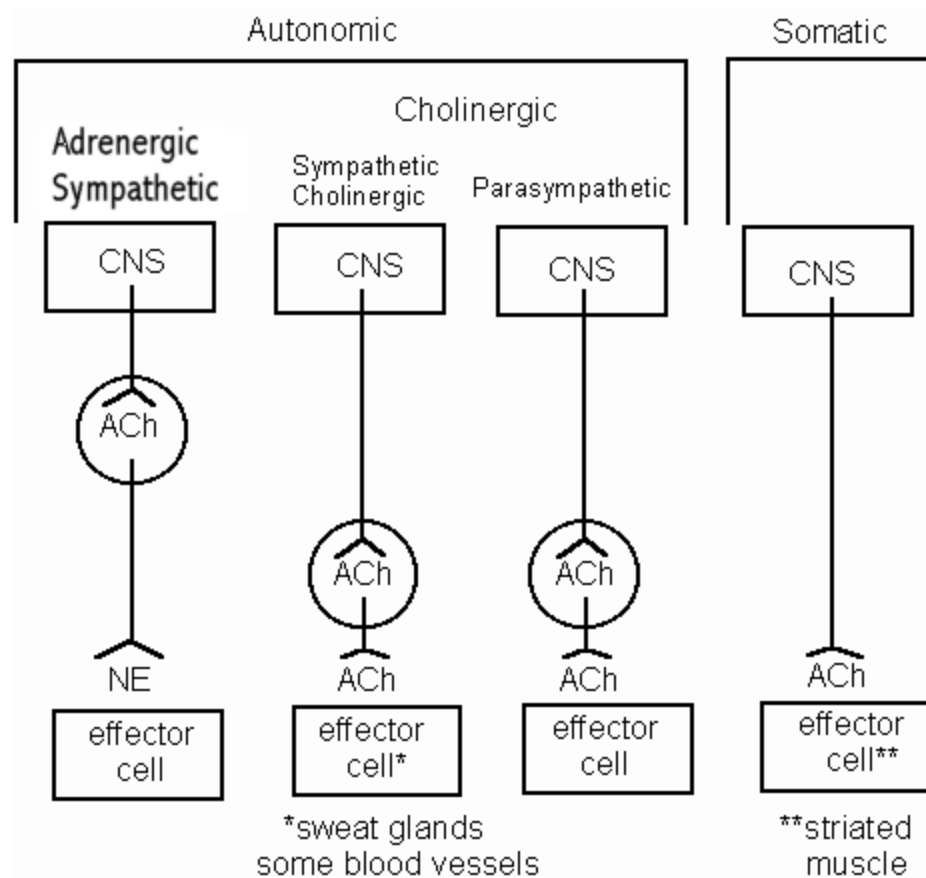 Autonomic
Somatic
Cholinergic
Adrenergic
Sympathetic
Sympathetic
Cholinergic
Parasympathetic
CNS
CNS
CNS
CNS
ACh
ACh
ACh
NE
ACh
ACh
ACh
effector
cell
effector
cell*
effector
cell
effector
cell**
*sweat glands
some blood vessels
**striated
muscle